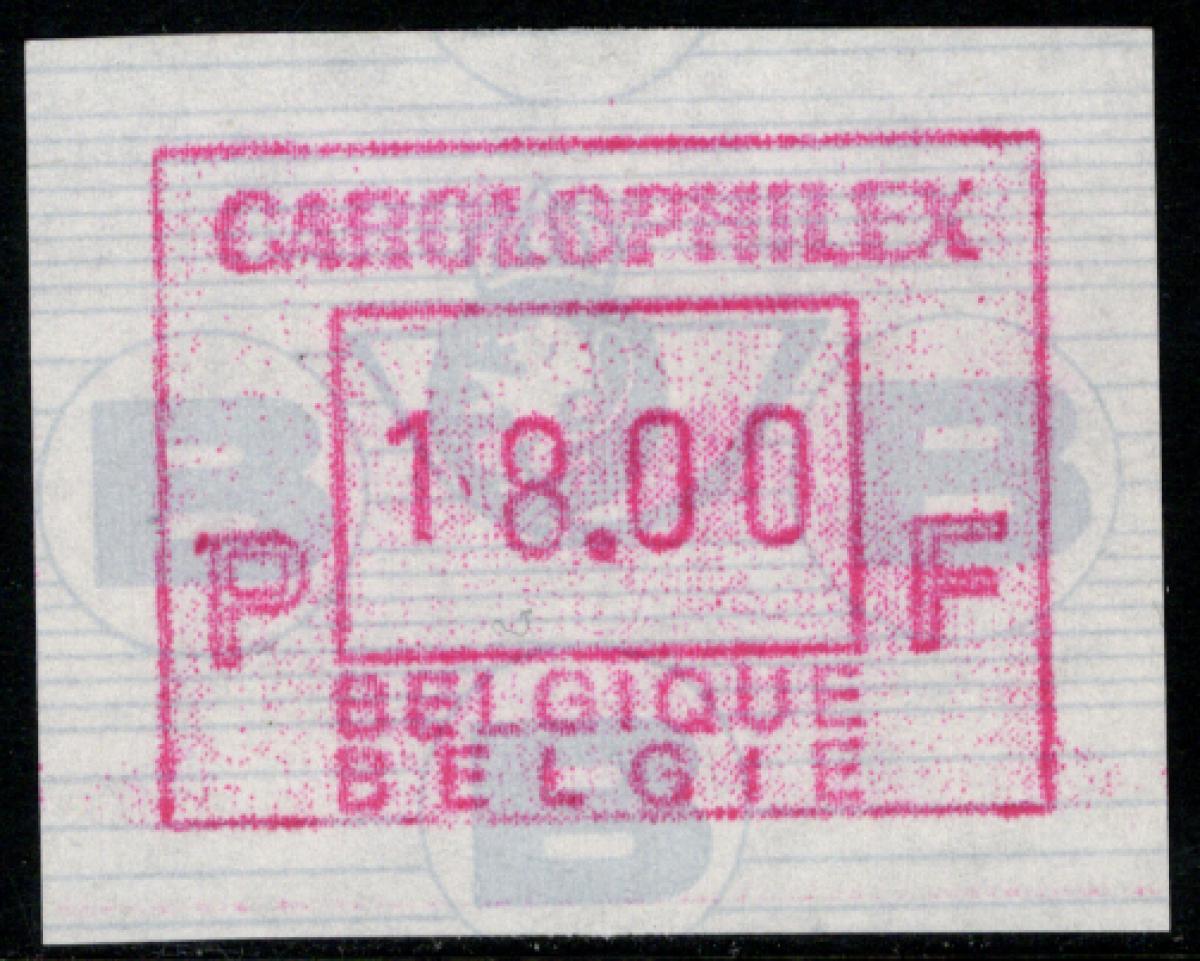 CAROLOPHILEX
18.00
P F
BELGIQUE
BELGIE
B B
B